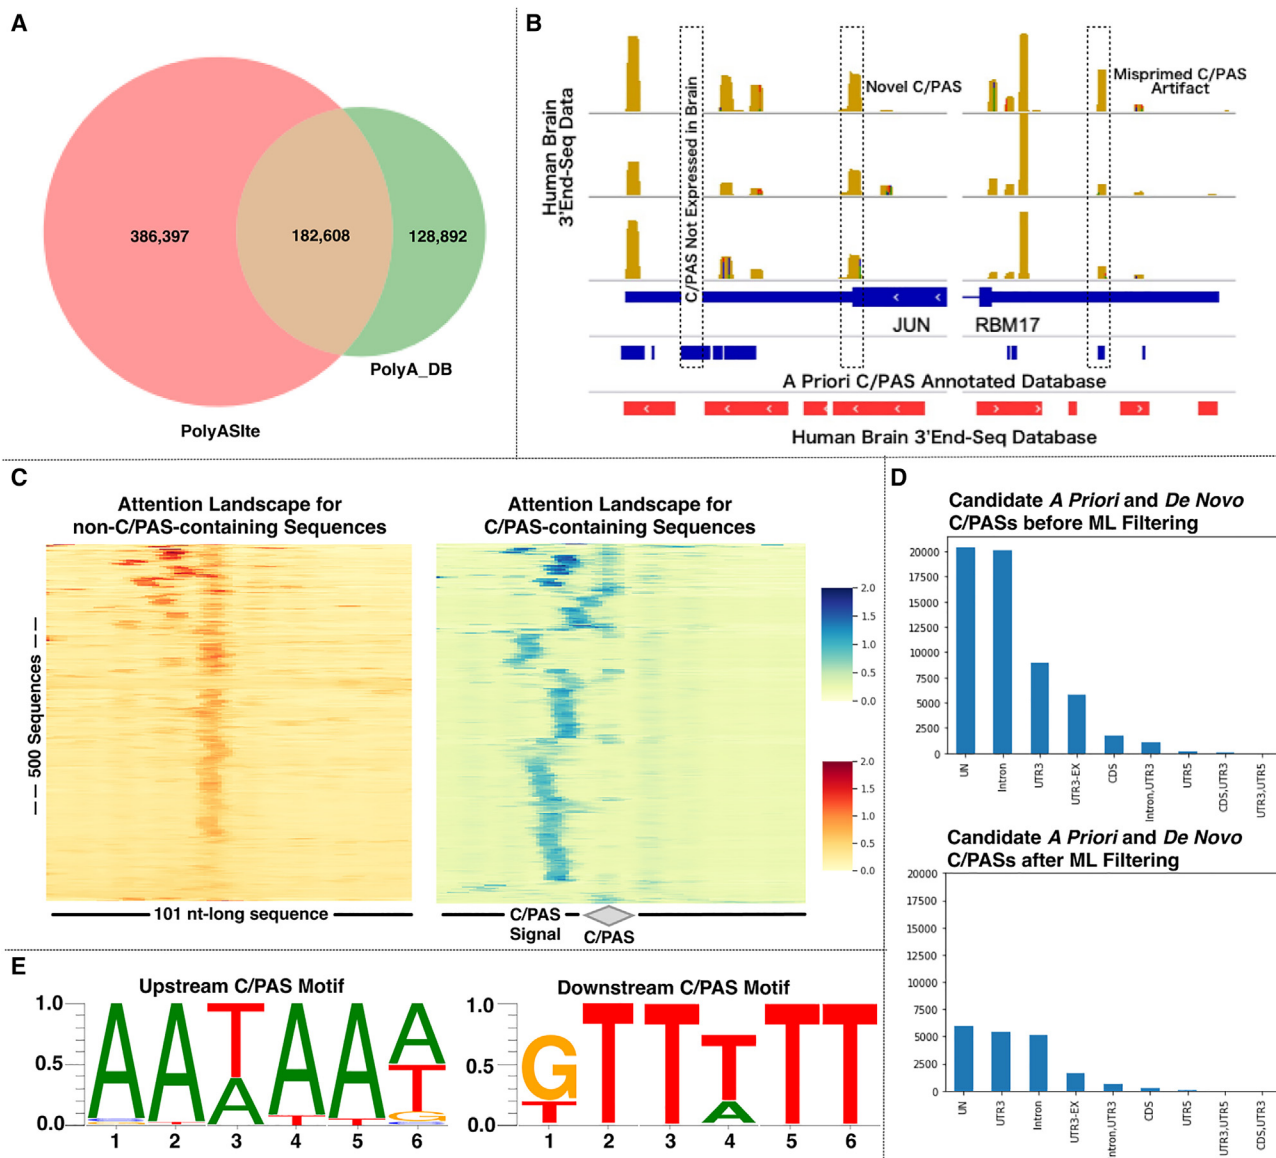 A
386,397
182,608
128,892
PolyA_DB
PolyASIte
B
Human Brain
3'End-Seq Data
C/PAS Not Expressed in Brain
Novel C/PAS
Misprimed C/PAS
Artifact
JUN
RBM17
A Priori C/PAS Annotated Database
Human Brain 3'End-Seq Database
C
Attention Landscape for
non-C/PAS-containing Sequences
Attention Landscape for
C/PAS-containing Sequences
— — 500 Sequences — —
2.0
1.5
1.0
0.5
0.0
2.0
1.5
1.0
0.5
0.0
101 nt-long sequence
C/PAS
Signal
C/PAS
D
Candidate A Priori and De Novo
C/PASs before ML Filtering
20000
17500
15000
12500
10000
7500
5000
2500
0
UN
Intron
UTR3
UTR3-EX
CDS
Intron,UTR3
UTR5
CDS,UTR3
UTR3,UTR5
Candidate A Priori and De Novo
C/PASs after ML Filtering
20000
17500
15000
12500
10000
7500
5000
2500
0
UN
UTR3
Intron
UTR3-EX
Intron,UTR3
CDS
UTR5
UTR3,UTR5
CDS,UTR3
E
Upstream C/PAS Motif
1.0
0.5
0.0
A A T A A A
A T
G
T
1 2 3 4 5 6
Downstream C/PAS Motif
1.0
0.5
0.0
G T T T T T
T A
1 2 3 4 5 6